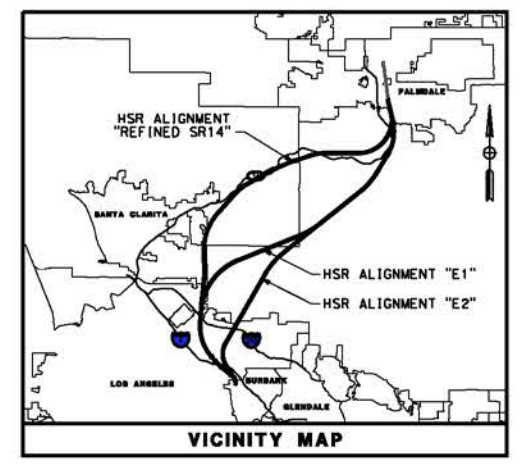 PALMDALE
HSR ALIGNMENT
"REFINED SR14"
SANTA CLARITA
HSR ALIGNMENT "E1"
HSR ALIGNMENT "E2"
LOS ANGELES
BURBANK
GLENDALE
VICINITY MAP